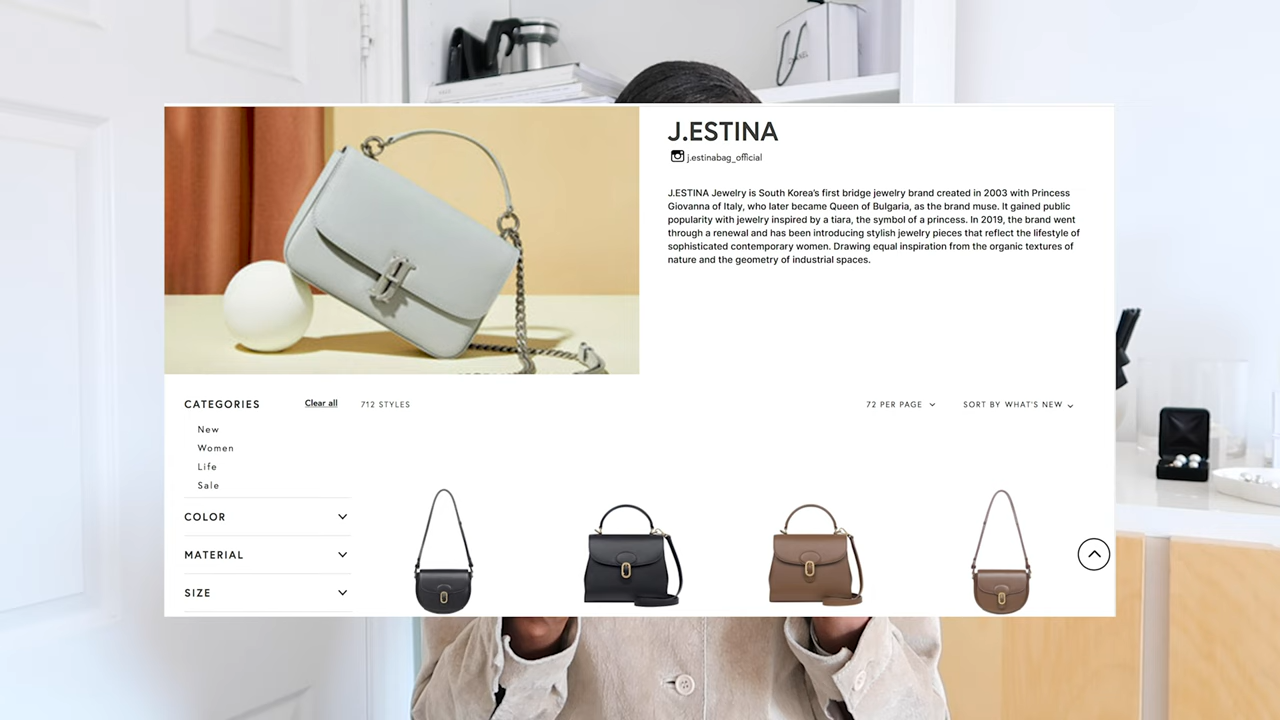 J.ESTINA
j.estinabag_official
J.ESTINA Jewelry is South Korea's first bridge jewelry brand created in 2003 with Princess
Giovanna of Italy, who later became Queen of Bulgaria, as the brand muse. It gained public
popularity with jewelry inspired by a tiara, the symbol of a princess. In 2019, the brand went
through a renewal and has been introducing stylish jewelry pieces that reflect the lifestyle of
sophisticated contemporary women. Drawing equal inspiration from the organic textures of
nature and the geometry of industrial spaces.
CATEGORIES Clear all 712 STYLES 72 PER PAGE SORT BY WHAT'S NEW
New
Women
Life
Sale
COLOR
MATERIAL
SIZE